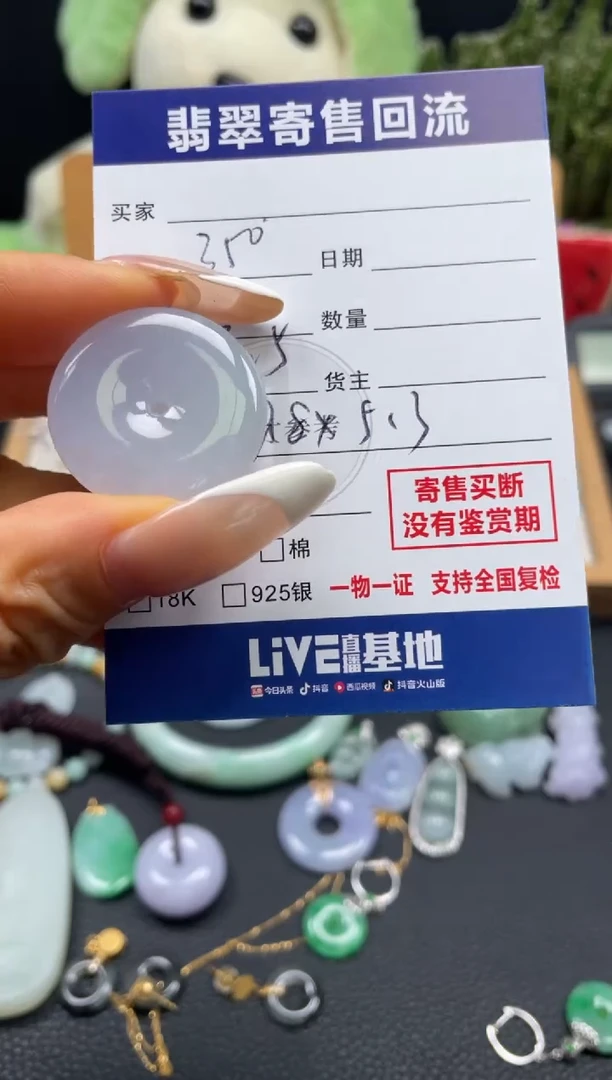 翡翠寄售回流
买家
350 日期
数量
货主
5.3
寄售买断
没有鉴赏期
棉
18K 925银 一物一证 支持全国复检
LiVE直播基地
今日头条 抖音 西瓜视频 抖音火山版